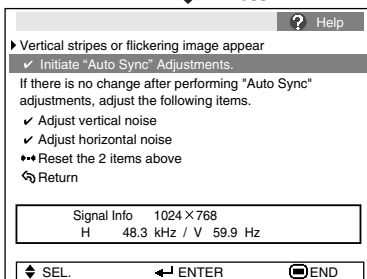 ? Help
Vertical stripes or flickering image appear
✔ Initiate “Auto Sync” Adjustments.
If there is no change after performing "Auto Sync"
adjustments, adjust the following items.
✔ Adjust vertical noise
✔ Adjust horizontal noise
Reset the 2 items above
Return
Signal Info 1024×768
H 48.3 kHz / V 59.9 Hz
SEL. ENTER END